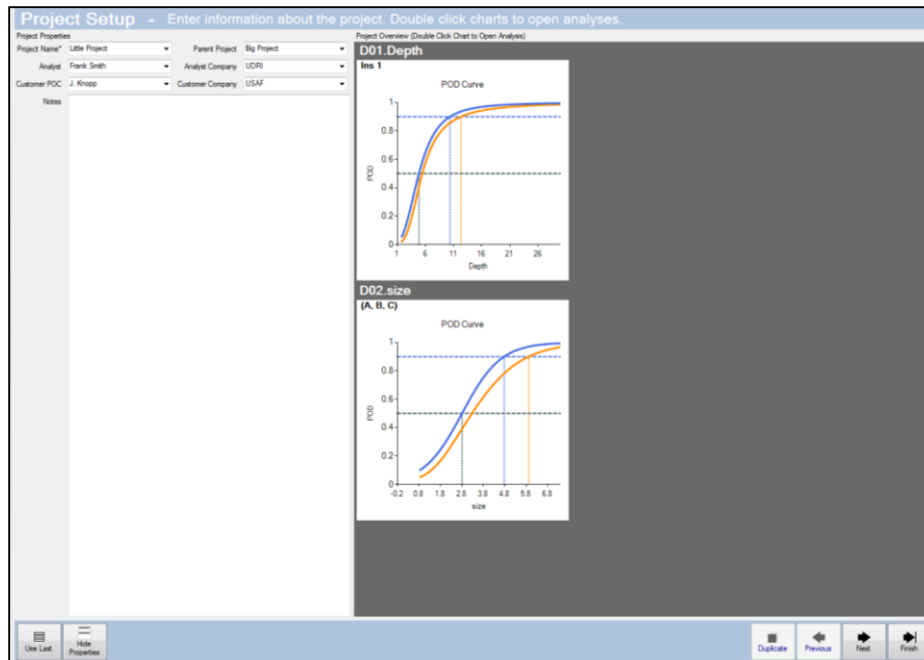 Project Setup - Enter information about the project. Double click charts to open analyses.
Project Properties
Project Name* Little Project Parent Project Big Project
Analyst Frank Smith Analyst Company UDRI
Customer POC J. Knopp Customer Company USAF
Notes
Project Overview (Double Click Chart to Open Analysis)
D01.Depth
Ins 1
POD Curve
1
0.8
0.6
0.4
0.2
0
POD
1 6 11 16 21 26
Depth
D02.size
(A, B, C)
POD Curve
1
0.8
0.6
0.4
0.2
0
POD
-0.2 0.8 1.8 2.8 3.8 4.8 5.8 6.8
size
Use Last
Hide
Properties
Duplicate
Previous
Next
Finish